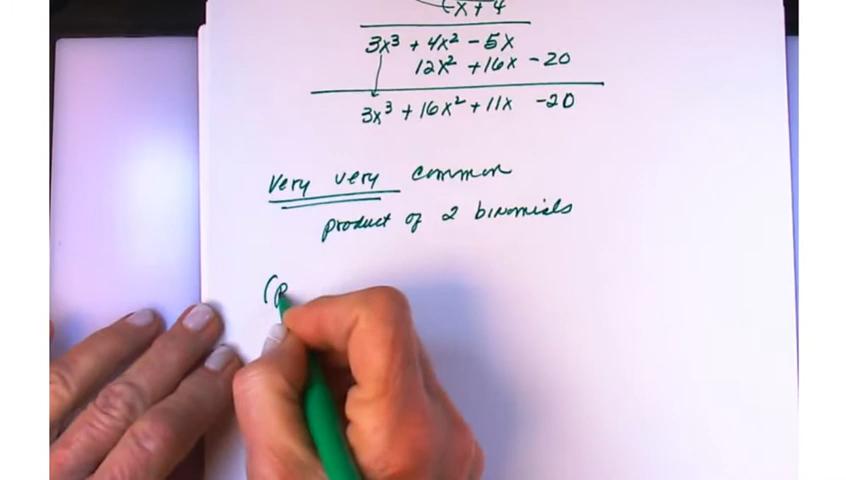 x + 4
3x³ + 4x² - 5x
12x² + 16x - 20
3x³ + 16x² + 11x - 20
Very very common
product of 2 binomials
(p